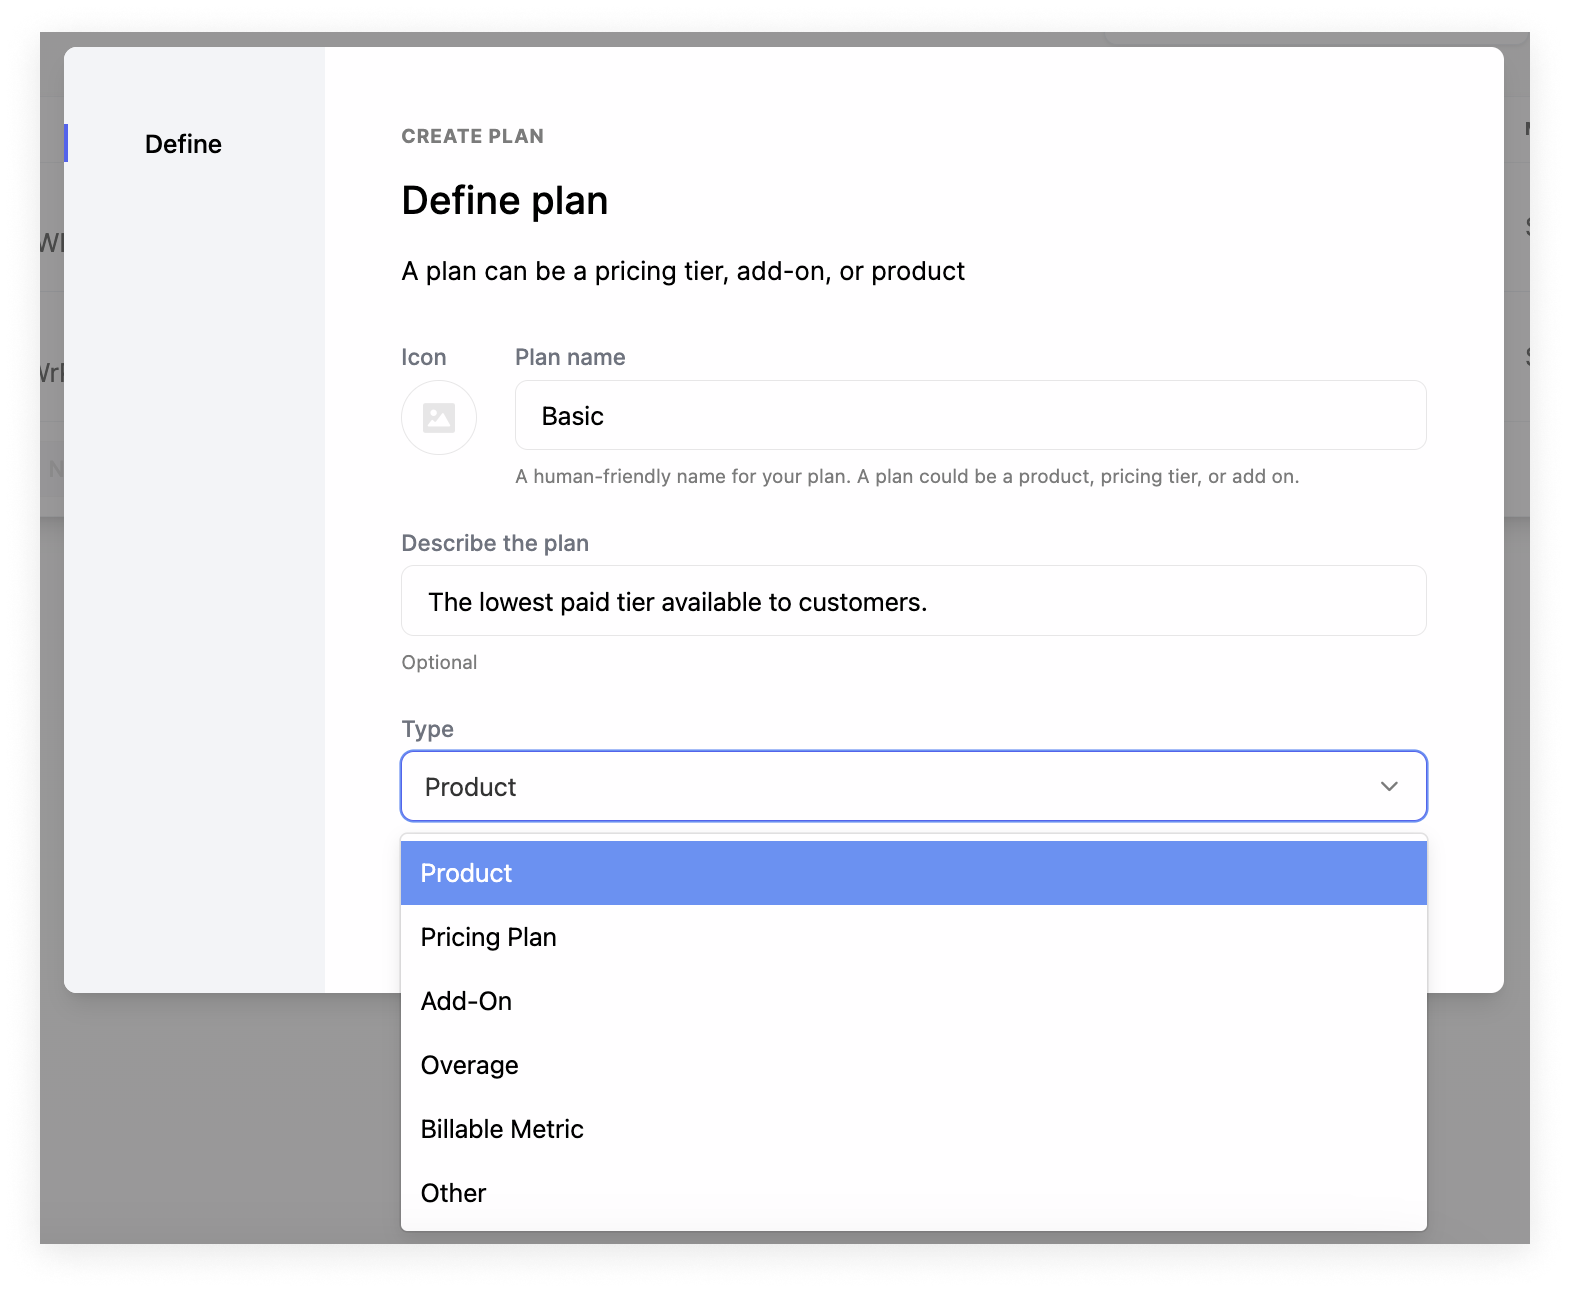 Define
CREATE PLAN
Define plan
A plan can be a pricing tier, add-on, or product
Icon
Plan name
Basic
A human-friendly name for your plan. A plan could be a product, pricing tier, or add on.
Describe the plan
The lowest paid tier available to customers.
Optional
Type
Product
Product
Pricing Plan
Add-On
Overage
Billable Metric
Other